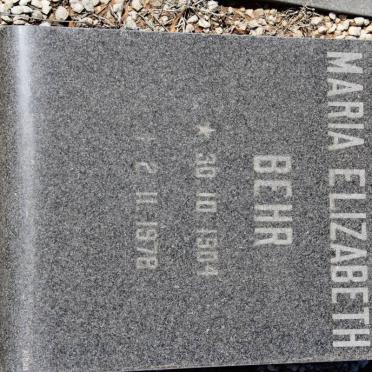 MARIA ELIZABETH
BEHR
★ 30 10 1904
† 2 11 1978